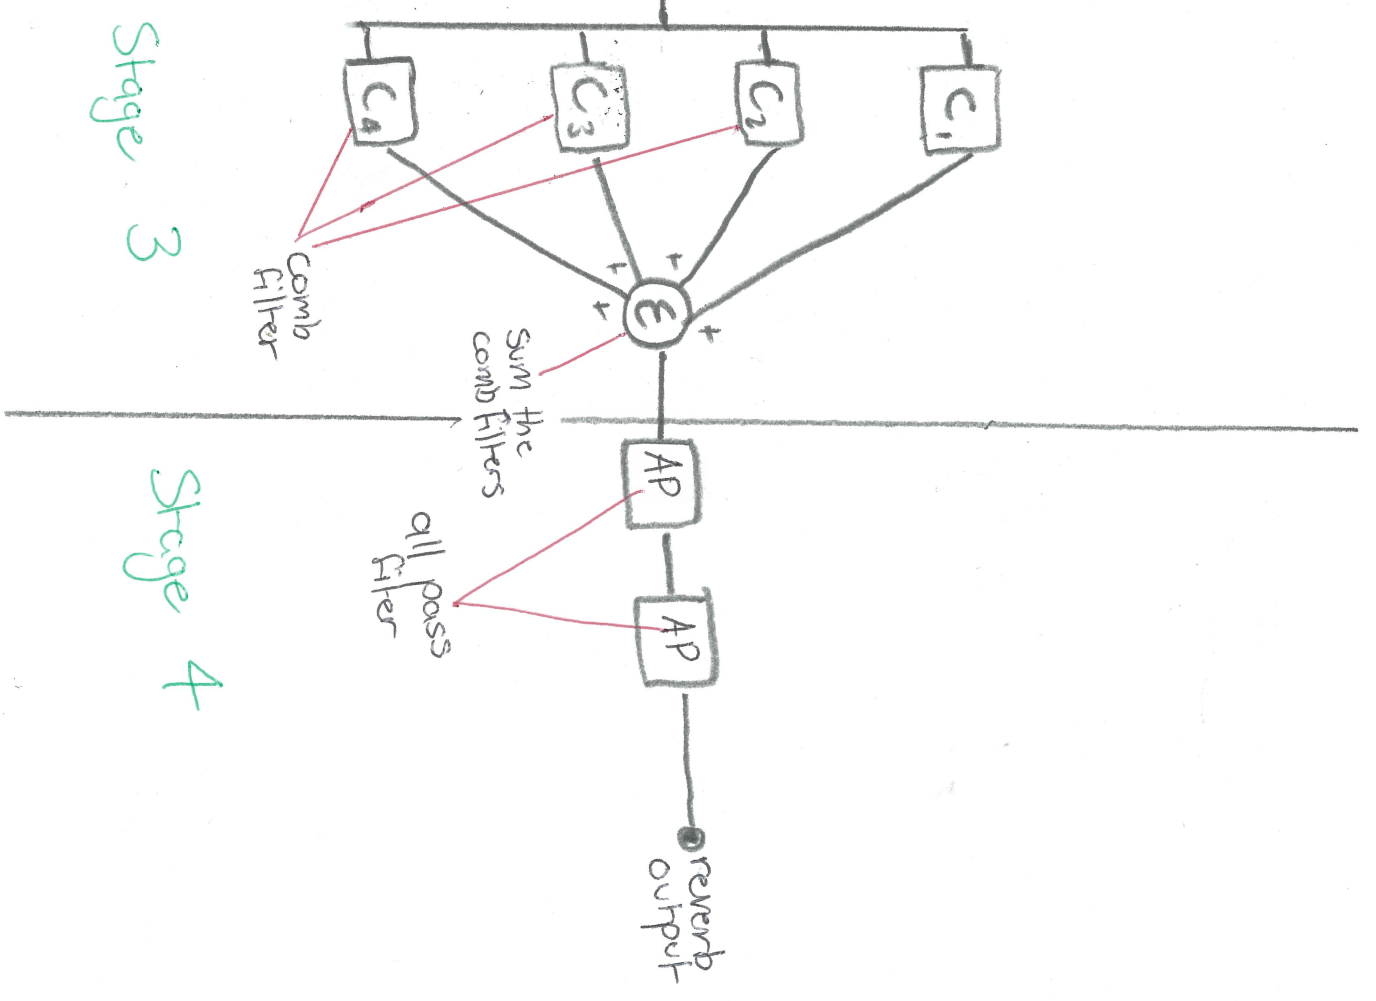 Stage 3
C1
C2
C3
C4
comb
filter
+
+
+
+
Σ
sum the
comb filters
Stage 4
AP
AP
all pass
filter
reverb
output